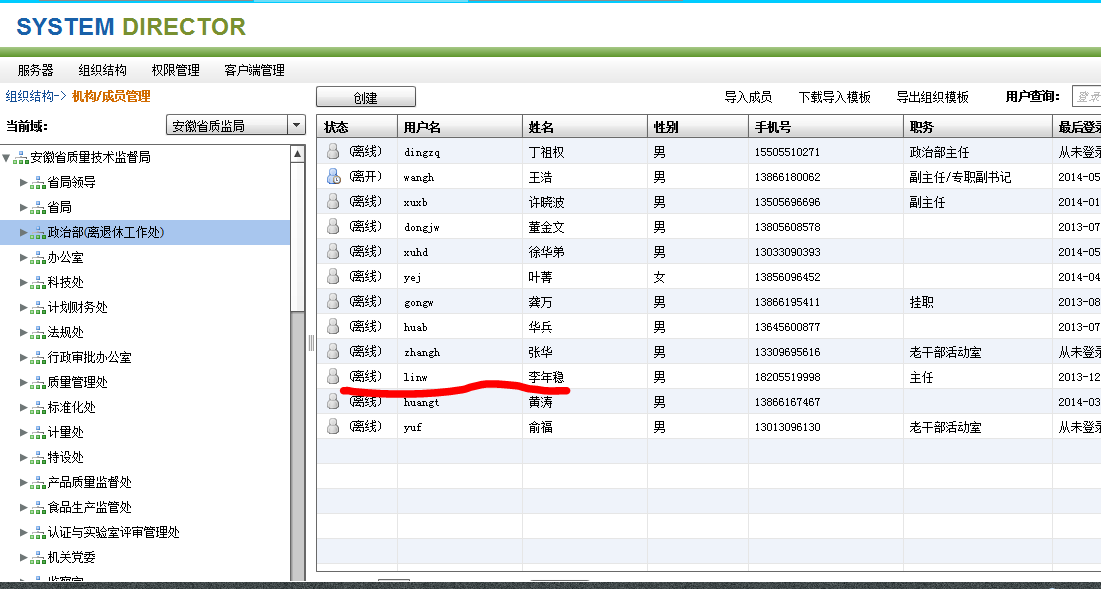 SYSTEM DIRECTOR
服务器 组织结构 权限管理 客户端管理
组织结构-> 机构/成员管理
创建 导入成员 下载导入模板 导出组织模板 用户查询: 登录
当前域: 安徽省质监局
状态 用户名 姓名 性别 手机号 职务 最后登录
安徽省质量技术监督局
省局领导
省局
政治部(离退休工作处)
办公室
科技处
计划财务处
法规处
行政审批办公室
质量管理处
标准化处
计量处
特设处
产品质量监督处
食品生产监管处
认证与实验室评审管理处
机关党委
监察室
(离线) dingzq 丁祖权 男 15505510271 政治部主任 从未登录
(离开) wangh 王浩 男 13866180062 副主任/专职副书记 2014-05
(离线) xuxb 许晓波 男 13505696696 副主任 2014-01
(离线) dongjw 董金文 男 13805608578 2013-07
(离线) xuhd 徐华弟 男 13033090393 2014-05
(离线) yej 叶菁 女 13856096452 2014-04
(离线) gongw 龚万 男 13866195411 挂职 2013-08
(离线) huab 华兵 男 13645600877 2013-07
(离线) zhangh 张华 男 13309695616 老干部活动室 从未登录
(离线) linw 李年稳 男 18205519998 主任 2013-12
(离线) huangt 黄涛 男 13866167467 2014-03
(离线) yuf 俞福 男 13013096130 老干部活动室 从未登录